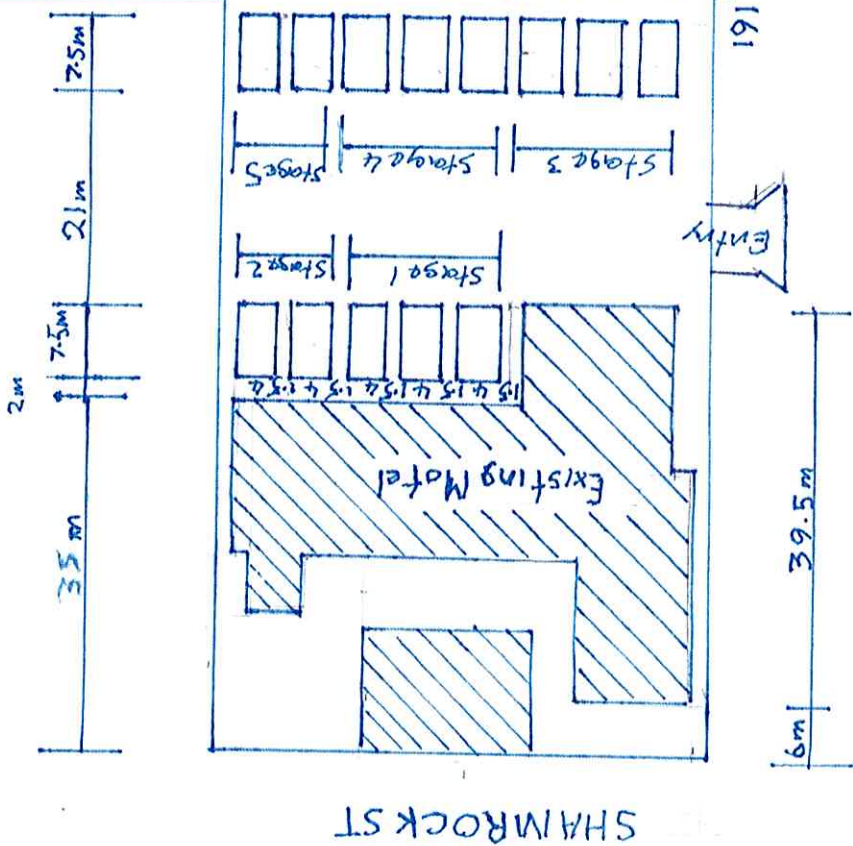 7.5m
21m
7.5m
2m
35m
191
Stage 5
Stage 4
Stage 3
Stage 2
Stage 1
Entry
1.5 4 1.5 4 1.5 4 1.5 4 1.5 4
Existing Motel
39.5m
6m
SHAMROCK ST